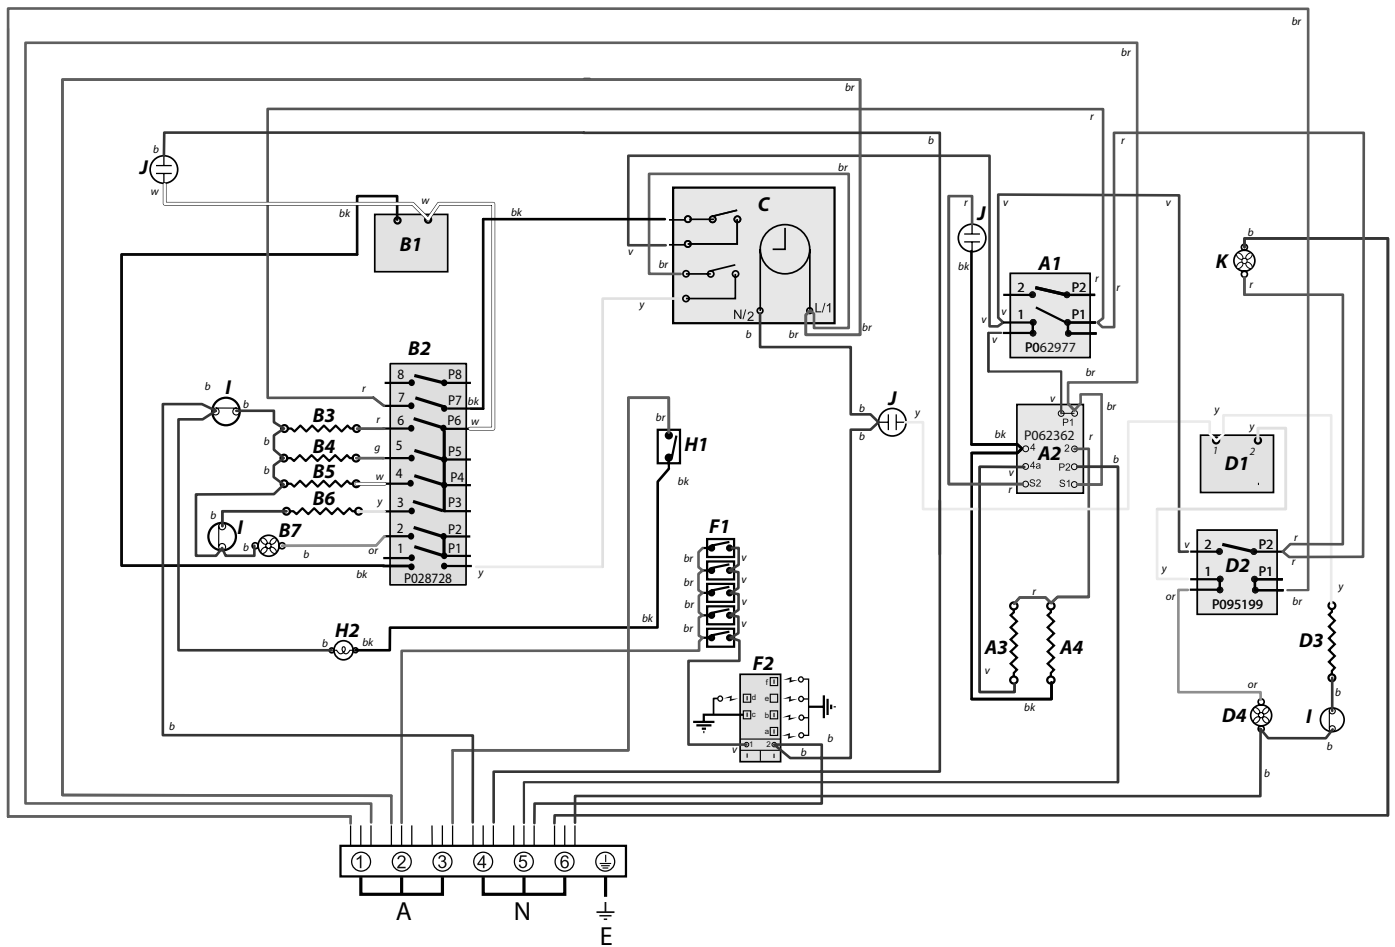 br
br
br
r
b
r
J
b
w
bk
w
B1
bk
v
br
y
C
N/2
L/1
b
br
br
br
r
J
bk
v
v
A1
r
r
2
P2
1
P1
v
v
P062977
br
K
b
r
B2
8
P8
7
P7
bk
r
6
P6
w
r
5
P5
g
4
P4
w
3
P3
y
2
P2
or
1
P1
bk
y
P028728
b
I
b
B3
b
B4
b
B5
B6
b
I
B7
b
b
br
H1
bk
J
b
b
y
v
P1
P062362
bk
4
2
r
A2
v
4a
P2
b
r
S2
S1
br
y
y
1
2
D1
F1
br
v
br
v
br
v
br
v
v
2
P2
r
r
D2
y
1
P1
or
br
P095199
y
H2
b
bk
r
A3
A4
v
bk
D3
b
F2
f
d
e
c
b
a
1
2
v
b
b
or
D4
I
b
b
b
1
2
3
4
5
6
A
N
E